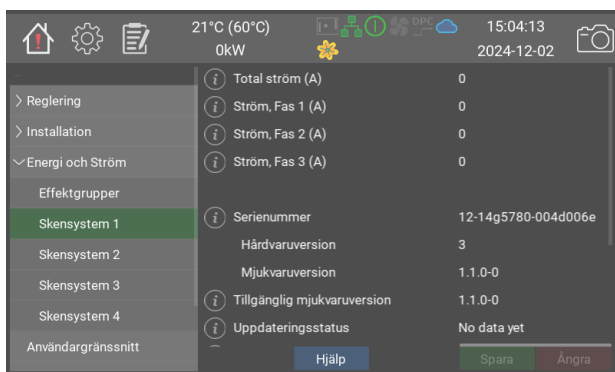 21°C (60°C)
0kW
DPC
15:04:13
2024-12-02
Reglering
Installation
Energi och Ström
Effektgrupper
Skensystem 1
Skensystem 2
Skensystem 3
Skensystem 4
Användargränssnitt
Total ström (A) 0
Ström, Fas 1 (A) 0
Ström, Fas 2 (A) 0
Ström, Fas 3 (A) 0
Serienummer 12-14g5780-004d006e
Hårdvaruversion 3
Mjukvaruversion 1.1.0-0
Tillgänglig mjukvaruversion 1.1.0-0
Uppdateringsstatus No data yet
Hjälp
Spara
Ångra